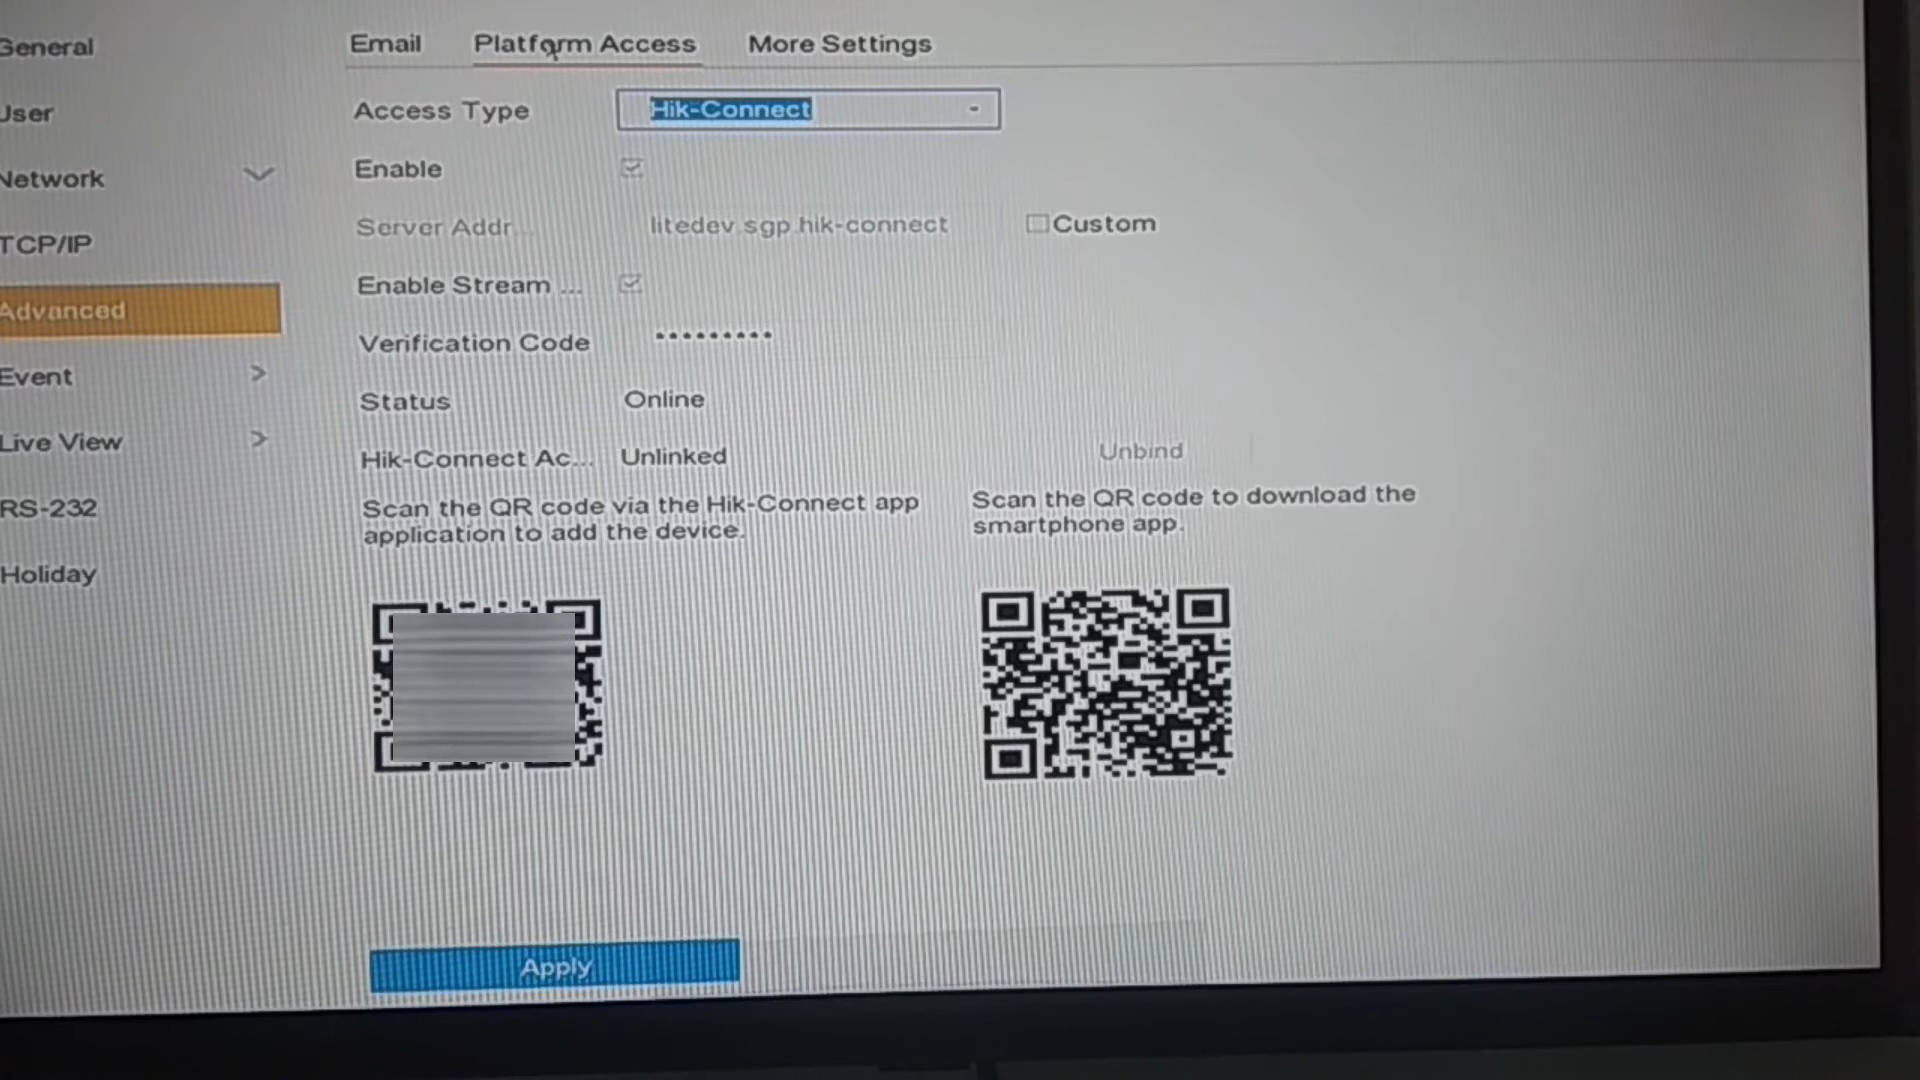 General
User
Network
TCP/IP
Advanced
Event
Live View
RS-232
Holiday
Email Platform Access More Settings
Access Type Hik-Connect
Enable
Server Addr... litedev.sgp.hik-connect Custom
Enable Stream ...
Verification Code •••••••••
Status Online
Hik-Connect Ac... Unlinked Unbind
Scan the QR code via the Hik-Connect app
application to add the device.
Scan the QR code to download the
smartphone app.
Apply